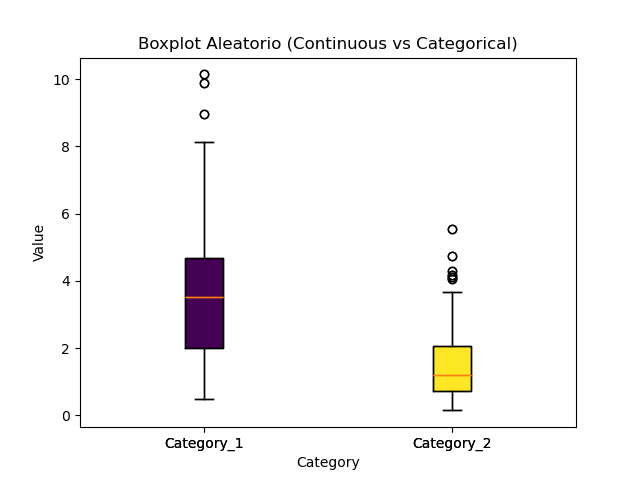 Boxplot Aleatorio (Continuous vs Categorical)
10
8
6
4
2
0
Value
Category_1
Category_2
Category